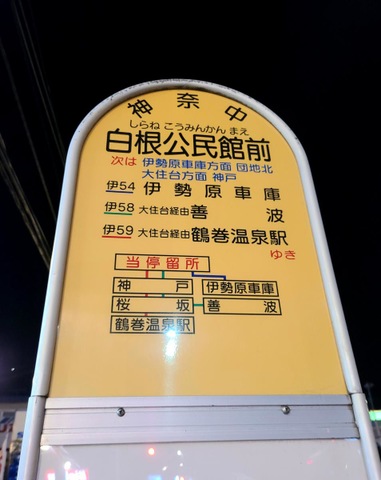 神奈中
しらね こうみんかん まえ
白根公民館前
次は 伊勢原車庫方面 団地北
大住台方面 神戸
伊54 伊勢原車庫
伊58 大住台経由 善波
伊59 大住台経由 鶴巻温泉駅
ゆき
当停留所
神戸 伊勢原車庫
桜坂 善波
鶴巻温泉駅